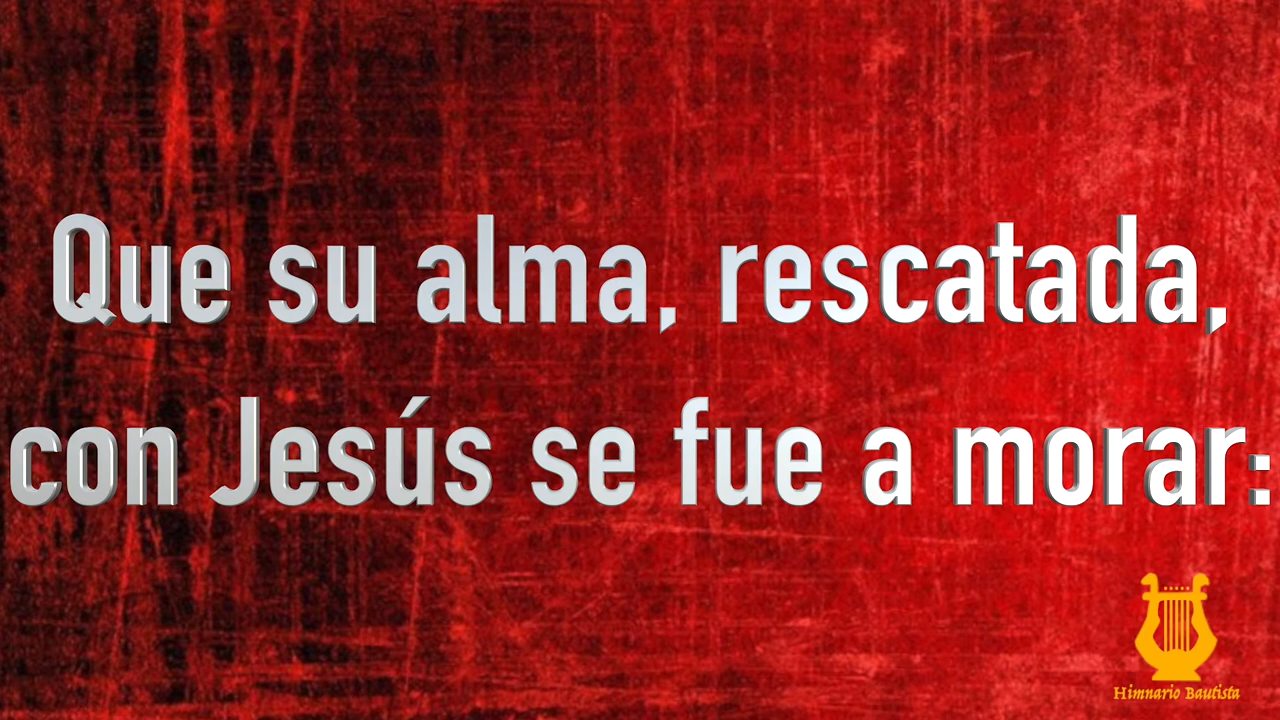 Que su alma, rescatada,
con Jesús se fue a morar:
Himnario Bautista